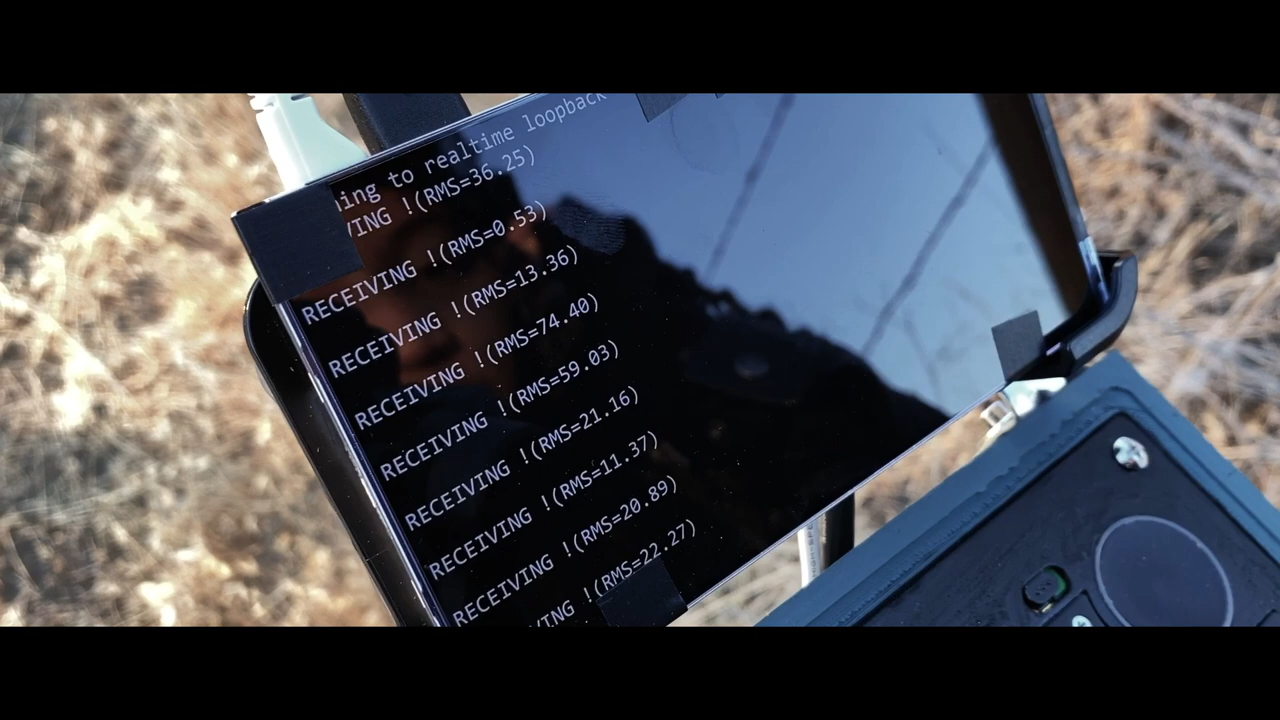 ing to realtime loopback
VING !(RMS=36.25)
RECEIVING !(RMS=0.53)
RECEIVING !(RMS=13.36)
RECEIVING !(RMS=74.40)
RECEIVING !(RMS=59.03)
RECEIVING !(RMS=21.16)
RECEIVING !(RMS=11.37)
RECEIVING !(RMS=20.89)
VING !(RMS=22.27)